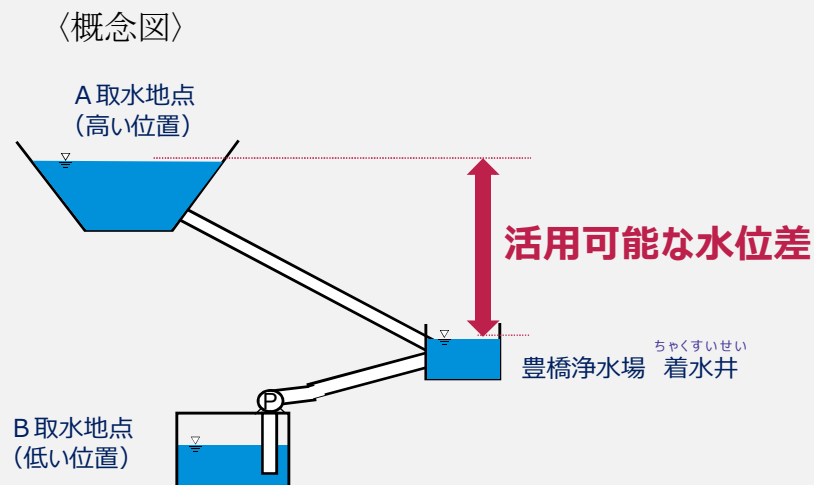 〈概念図〉
A取水地点
（高い位置）
活用可能な水位差
ちゃくすいせい
豊橋浄水場 着水井
P
B取水地点
（低い位置）